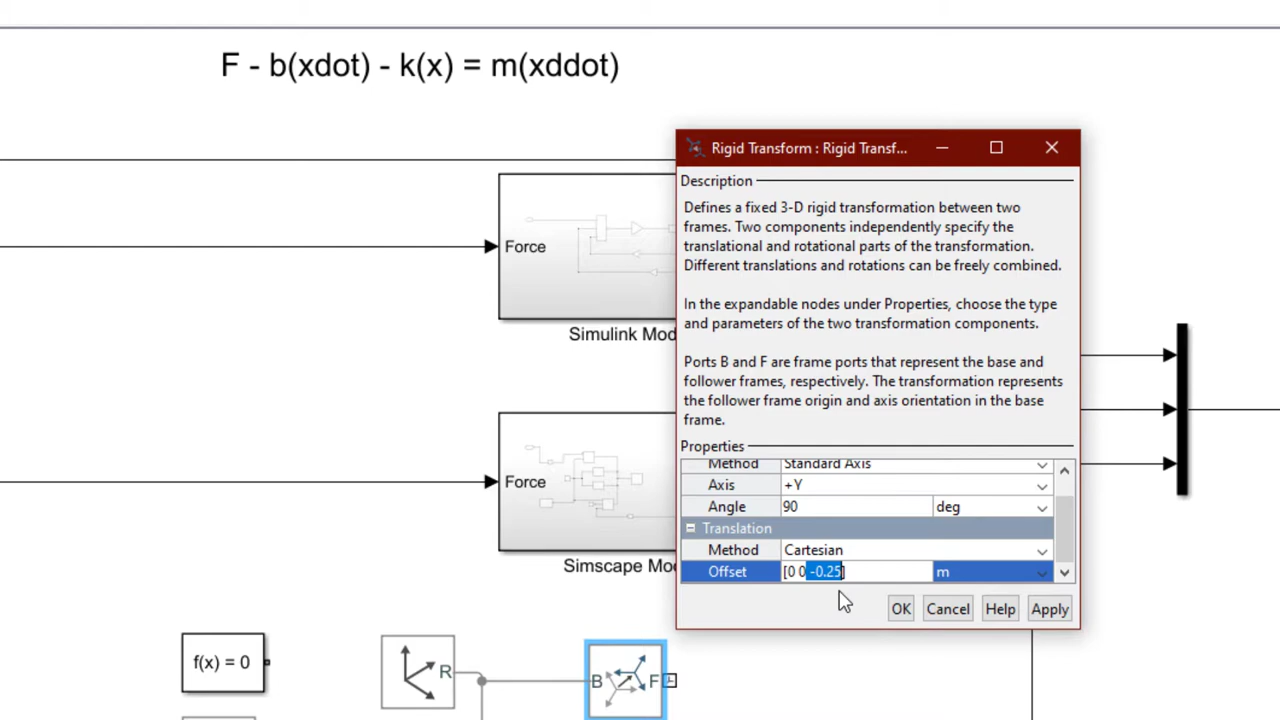 F - b(xdot) - k(x) = m(xddot)
Rigid Transform : Rigid Transf...
Description
Defines a fixed 3-D rigid transformation between two
frames. Two components independently specify the
translational and rotational parts of the transformation.
Different translations and rotations can be freely combined.
In the expandable nodes under Properties, choose the type
and parameters of the two transformation components.
Ports B and F are frame ports that represent the base and
follower frames, respectively. The transformation represents
the follower frame origin and axis orientation in the base
frame.
Properties
Method Standard Axis
Axis +Y
Angle 90 deg
Translation
Method Cartesian
Offset [0 0 -0.25] m
OK Cancel Help Apply
Force
Simulink Mod
Force
Simscape Mo
f(x) = 0
R
B F